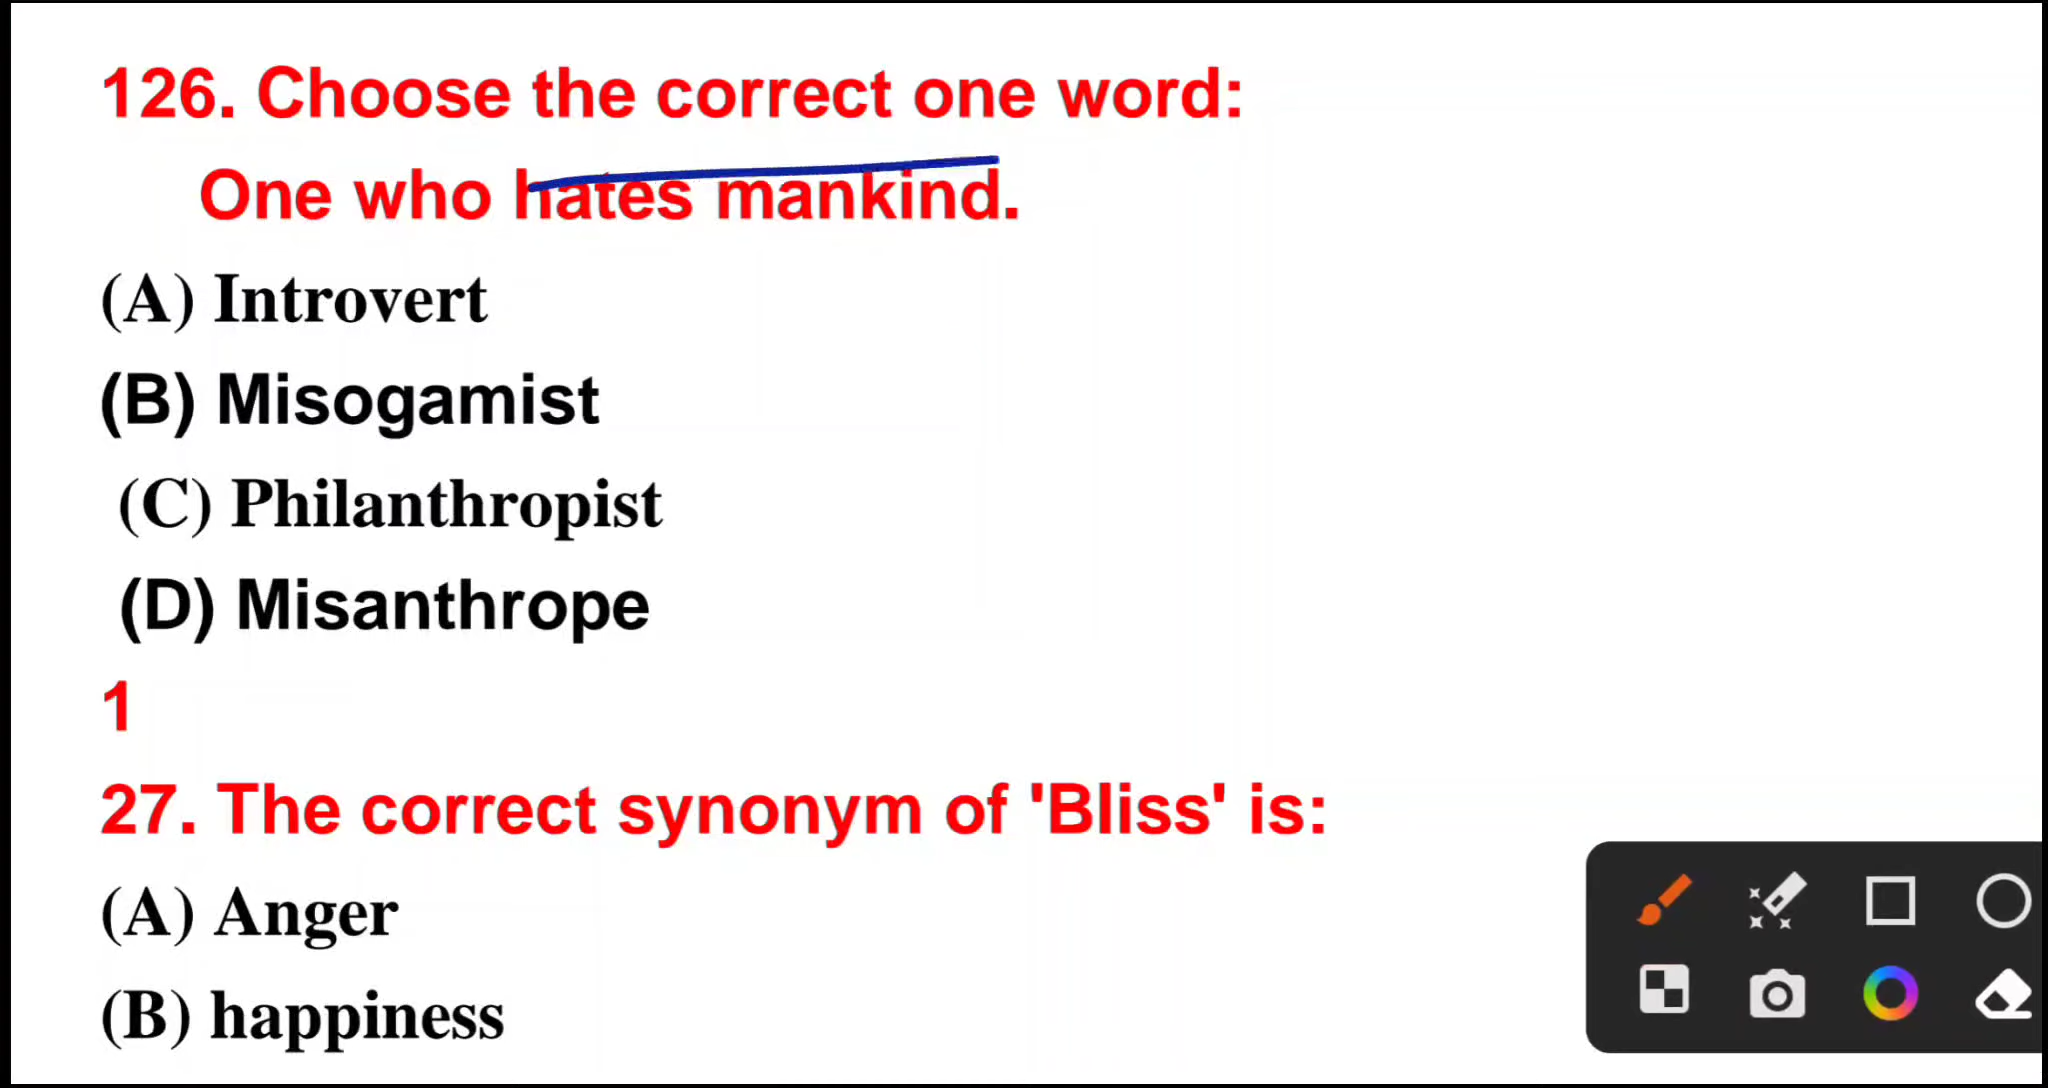 126. Choose the correct one word:
One who hates mankind.
(A) Introvert
(B) Misogamist
(C) Philanthropist
(D) Misanthrope
1
27. The correct synonym of 'Bliss' is:
(A) Anger
(B) happiness